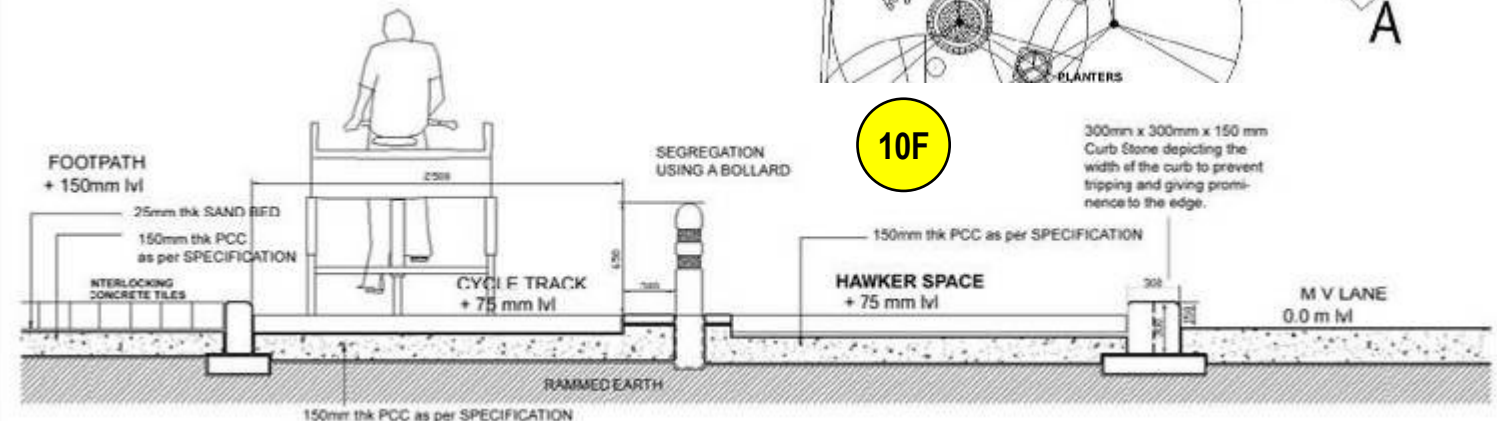 A
PLANTERS
10F
FOOTPATH
+ 150mm lvl
25mm thk SAND BED
150mm thk PCC
as per SPECIFICATION
INTERLOCKING
CONCRETE TILES
2500
CYCLE TRACK
+ 75 mm lvl
SEGREGATION
USING A BOLLARD
150mm thk PCC as per SPECIFICATION
HAWKER SPACE
+ 75 mm lvl
300mm x 300mm x 150 mm
Curb Stone depicting the
width of the curb to prevent
tripping and giving promi-
nence to the edge.
300
150
M V LANE
0.0 m lvl
RAMMED EARTH
150mm thk PCC as per SPECIFICATION